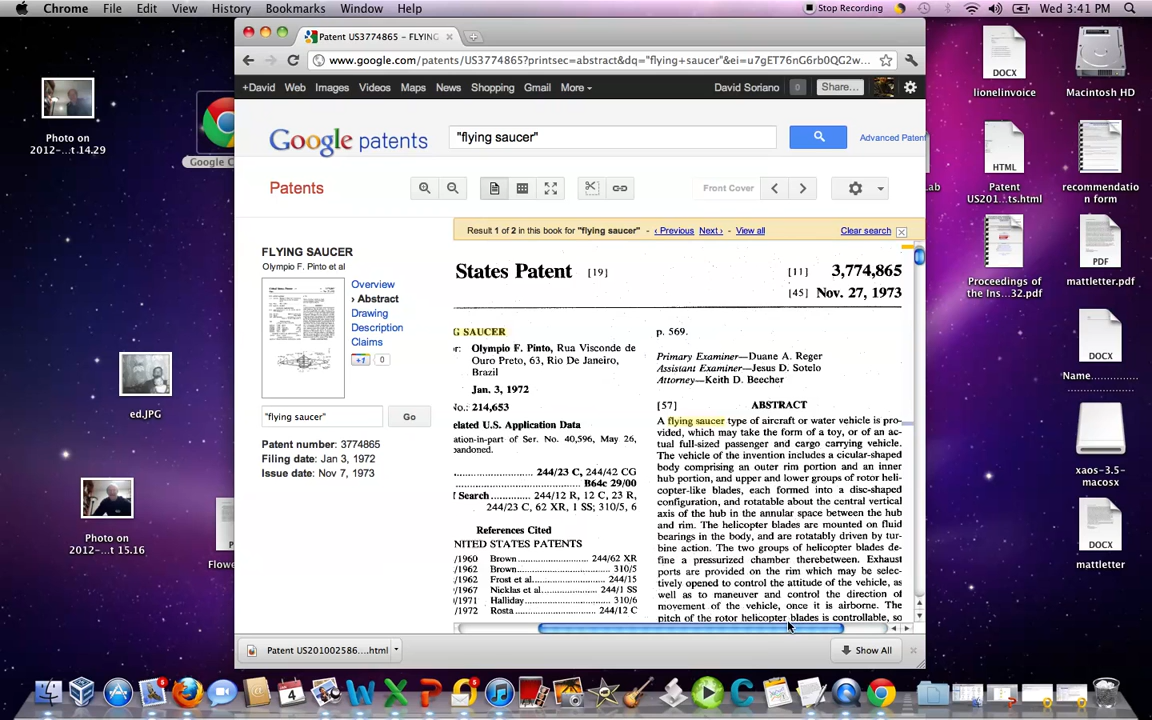 Chrome File Edit View History Bookmarks Window Help Stop Recording Wed 3:41 PM
Patent US3774865 – FLYING
www.google.com/patents/US3774865?printsec=abstract&dq="flying+saucer"&ei=u7gET76nG6rb0QG2w...
+David Web Images Videos Maps News Shopping Gmail More David Soriano 0 Share...
Google patents "flying saucer" Advanced Paten
Patents Front Cover
Result 1 of 2 in this book for "flying saucer" - ‹ Previous Next › - View all Clear search
FLYING SAUCER
Olympio F. Pinto et al
Overview
› Abstract
Drawing
Description
Claims
+1 0
"flying saucer" Go
Patent number: 3774865
Filing date: Jan 3, 1972
Issue date: Nov 7, 1973
States Patent [19] [11] 3,774,865
[45] Nov. 27, 1973
G SAUCER
r: Olympio F. Pinto, Rua Visconde de
Ouro Preto, 63, Rio De Janeiro,
Brazil
Jan. 3, 1972
No.: 214,653
elated U.S. Application Data
ation-in-part of Ser. No. 40,596, May 26,
bandoned.
244/23 C, 244/42 CG
B64c 29/00
f Search 244/12 R, 12 C, 23 R,
244/23 C, 62 XR, 1 SS; 310/5, 6
References Cited
NITED STATES PATENTS
/1960 Brown 244/62 XR
/1962 Brown 310/5
/1962 Frost et al. 244/15
/1967 Nicklas et al. 244/1 SS
/1971 Halliday 310/6
/1972 Rosta 244/12 C
p. 569.
Primary Examiner—Duane A. Reger
Assistant Examiner—Jesus D. Sotelo
Attorney—Keith D. Beecher
[57] ABSTRACT
A flying saucer type of aircraft or water vehicle is pro-
vided, which may take the form of a toy, or of an ac-
tual full-sized passenger and cargo carrying vehicle.
The vehicle of the invention includes a cicular-shaped
body comprising an outer rim portion and an inner
hub portion, and upper and lower groups of rotor heli-
copter-like blades, each formed into a disc-shaped
configuration, and rotatable about the central vertical
axis of the hub in the annular space between the hub
and rim. The helicopter blades are mounted on fluid
bearings in the body, and are rotatably driven by tur-
bine action. The two groups of helicopter blades de-
fine a pressurized chamber therebetween. Exhaust
ports are provided on the rim which may be selec-
tively opened to control the attitude of the vehicle, as
well as to maneuver and control the direction of
movement of the vehicle, once it is airborne. The
pitch of the rotor helicopter blades is controllable, so
Patent US201002586....html Show All
Photo on
2012-...t 14.29
Google C
ed.JPG
Photo on
2012-...t 15.16
Flowe
DOCX
lionelinvoice
Macintosh HD
HTML
Patent
US201...ts.html
recommendatio
n form
Lab
Proceedings of
the Ins...32.pdf
PDF
mattletter.pdf
DOCX
Name..............
xaos-3.5-
macosx
DOCX
mattletter